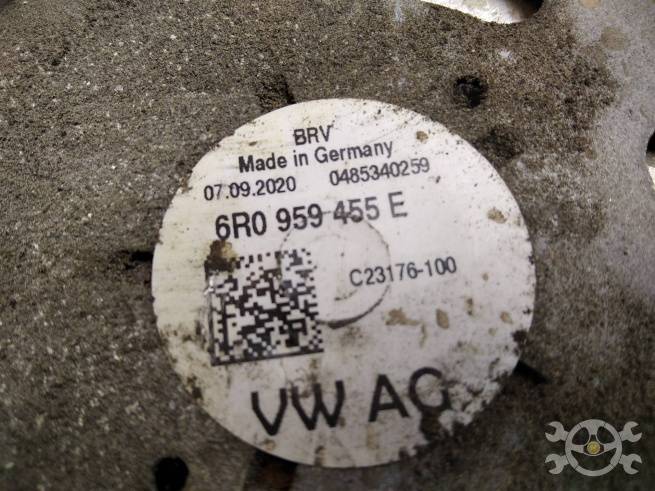 BRV
Made in Germany
07.09.2020 0485340259
6R0 959 455 E
C23176-100
VW AG